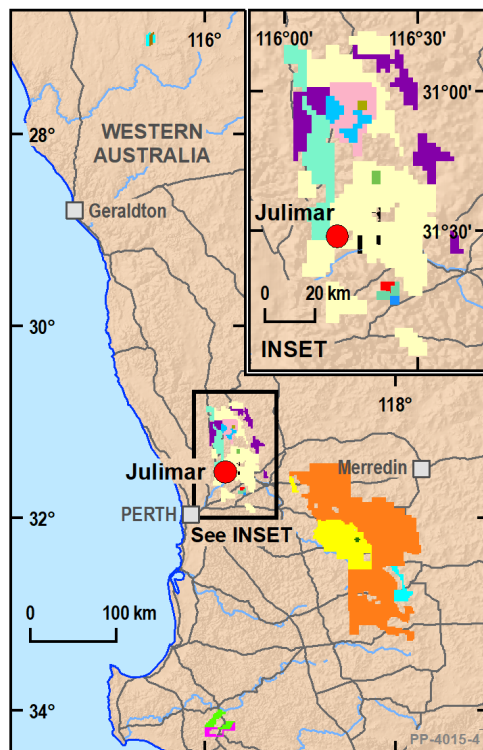 116°
116°00'
116°30'
31°00'
28°
WESTERN
AUSTRALIA
Geraldton
Julimar
31°30'
0 20 km
30°
INSET
118°
Julimar
Merredin
PERTH
32°
See INSET
0 100 km
34°
PP-4015-4